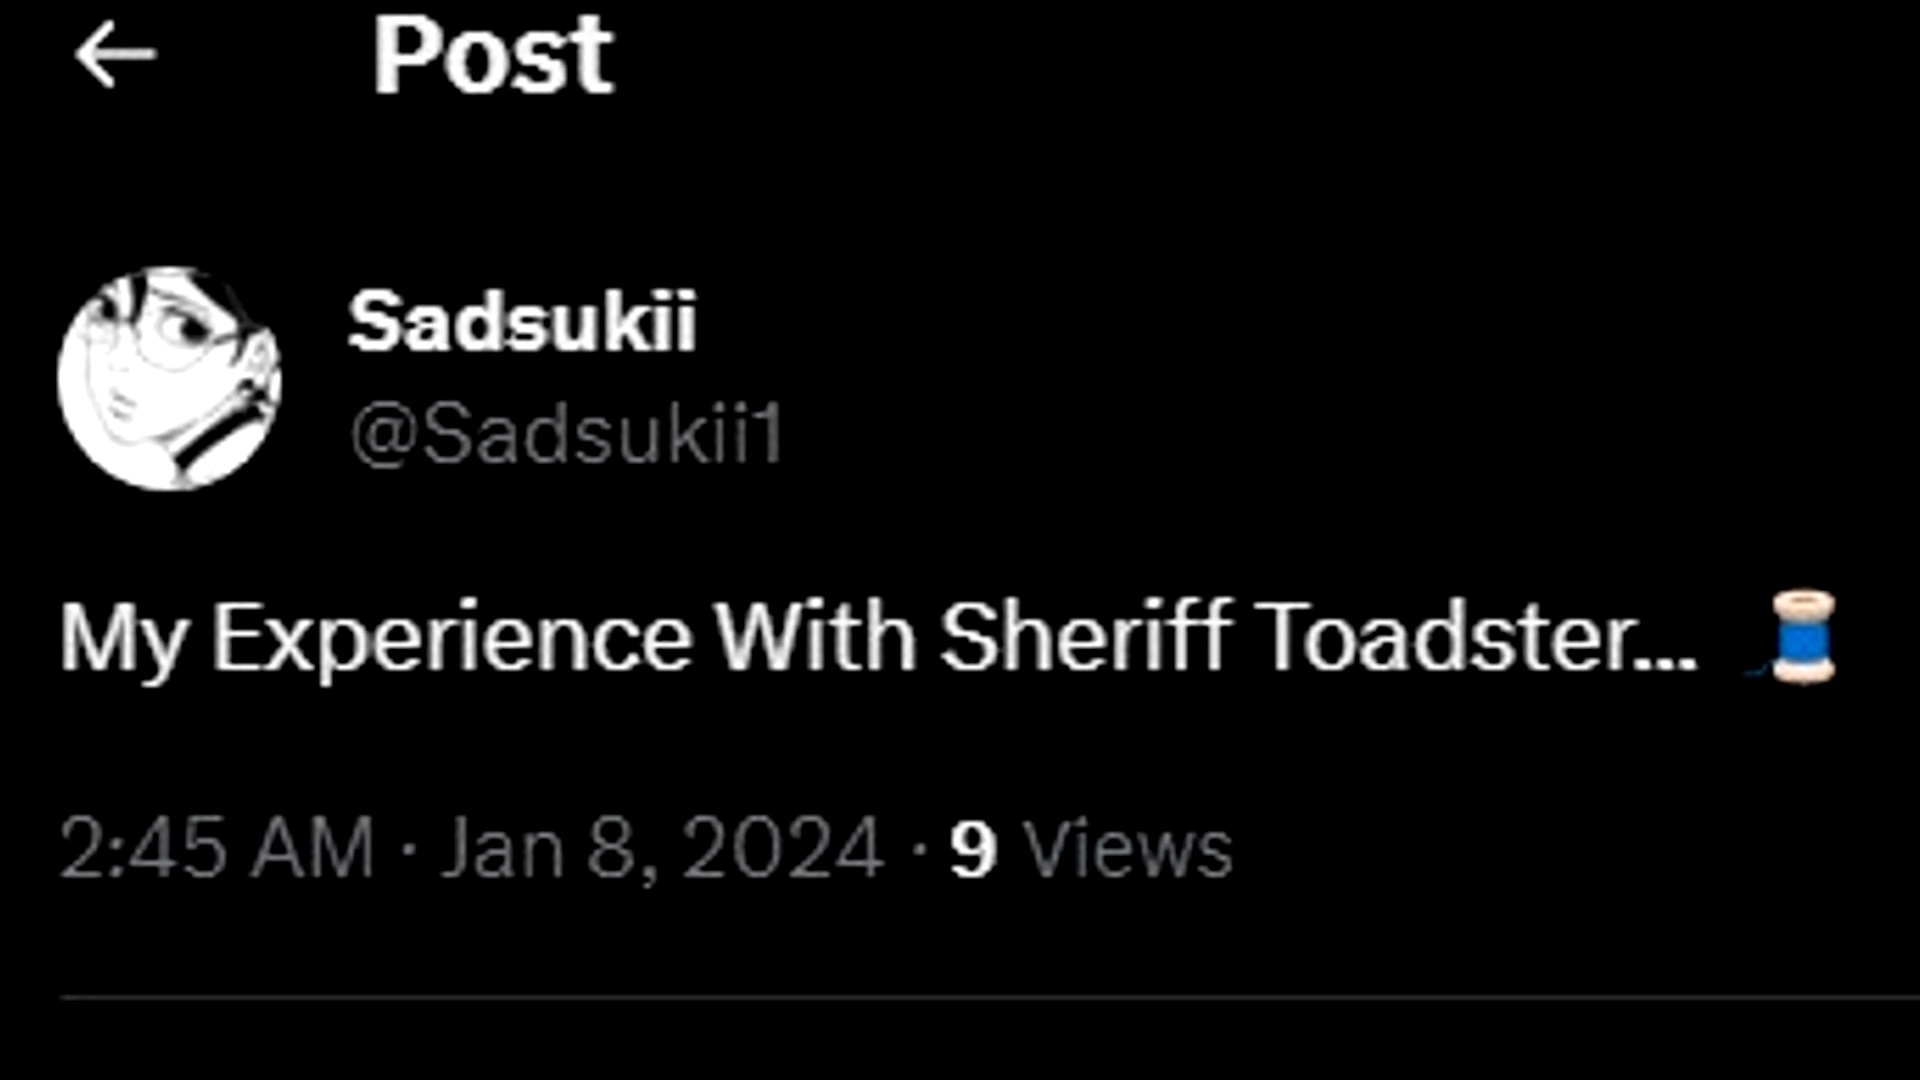 Post
Sadsukii
@Sadsukii1
My Experience With Sheriff Toadster... 🧵
2:45 AM · Jan 8, 2024 · 9 Views